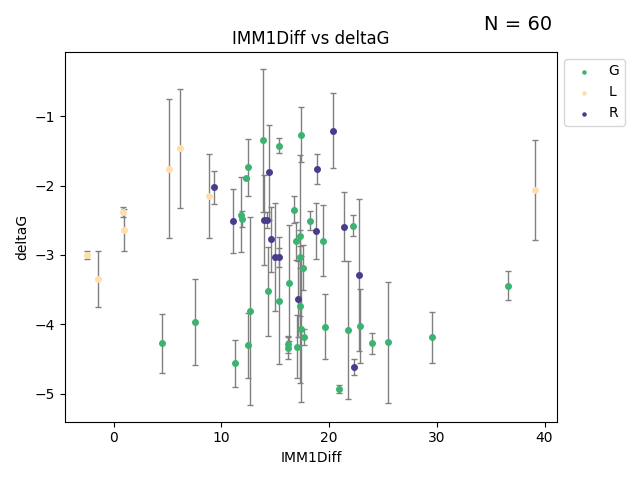 N = 60
IMM1Diff vs deltaG
G
L
R
−1
−2
−3
−4
−5
deltaG
0 10 20 30 40
IMM1Diff